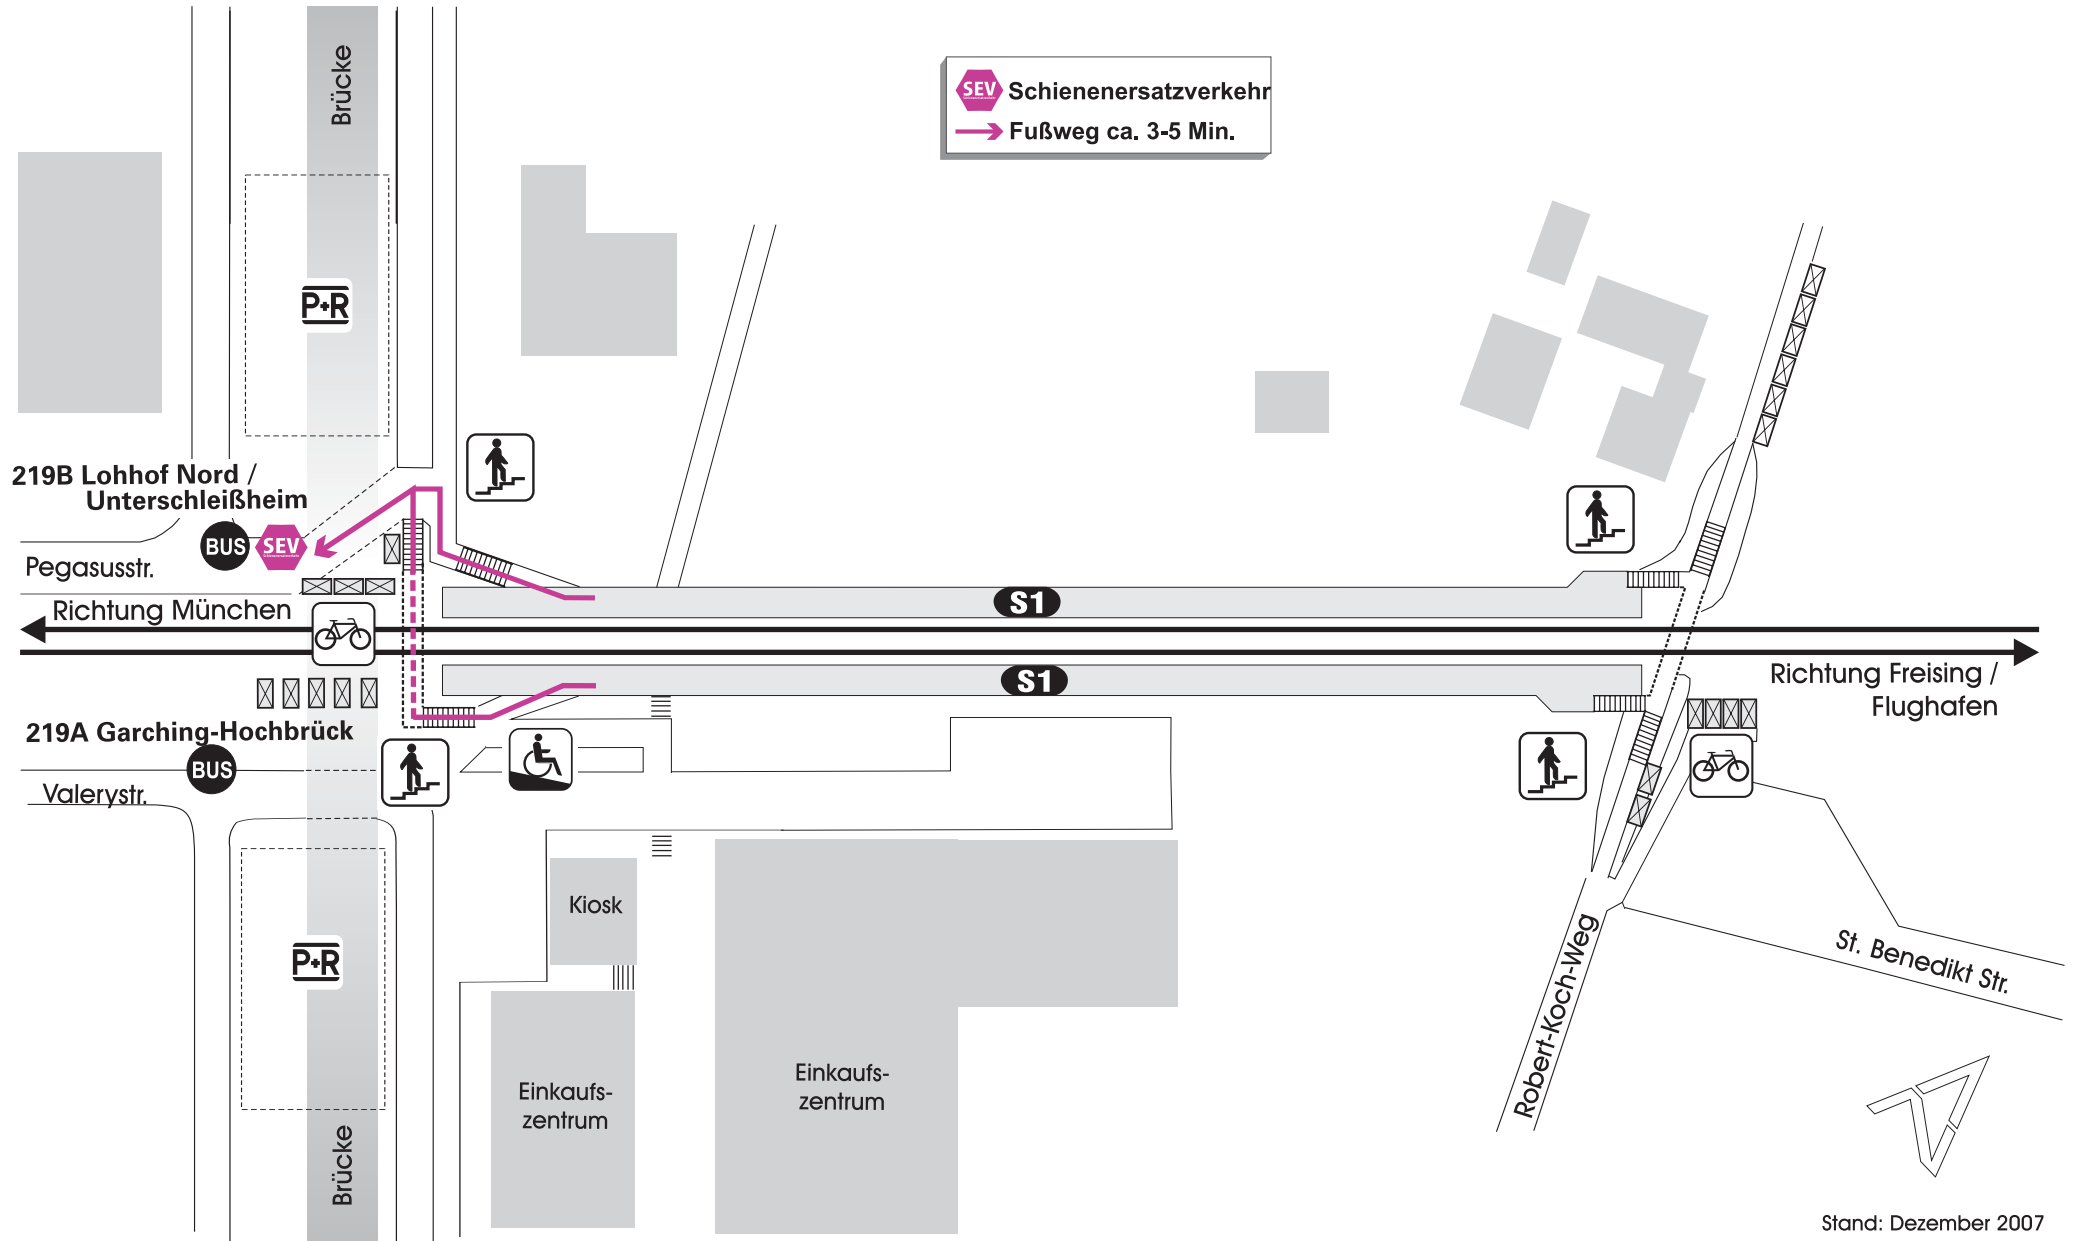 Brücke
SEV
Schienenersatzverkehr
Fußweg ca. 3-5 Min.
P+R
219B Lohhof Nord /
Unterschleißheim
BUS
SEV
Pegasusstr.
Richtung München
S1
S1
Richtung Freising /
Flughafen
219A Garching-Hochbrück
BUS
Valerystr.
Kiosk
P+R
St. Benedikt Str.
Robert-Koch-Weg
Einkaufs-
zentrum
Einkaufs-
zentrum
Brücke
Stand: Dezember 2007